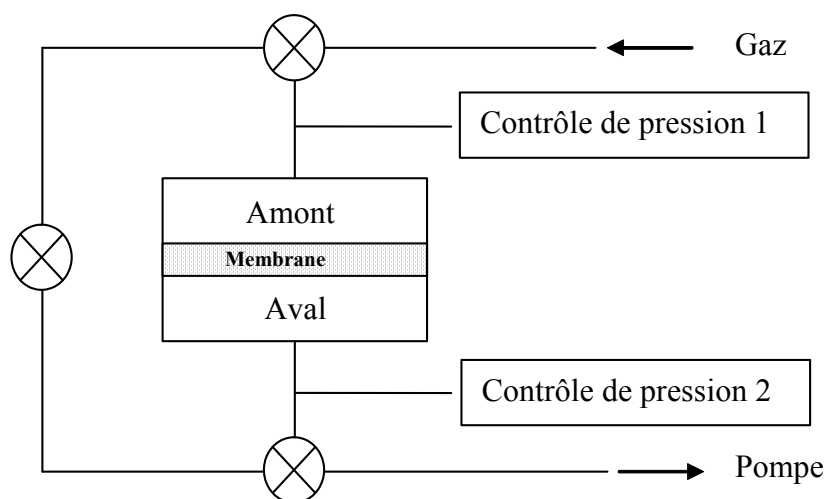 Gaz
Contrôle de pression 1
Amont
Membrane
Aval
Contrôle de pression 2
Pompe